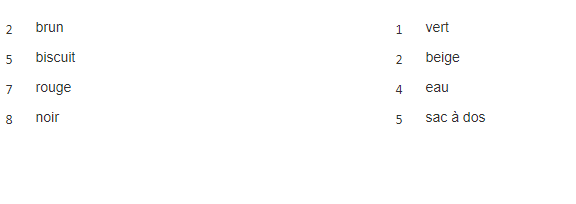 2 brun
5 biscuit
7 rouge
8 noir
1 vert
2 beige
4 eau
5 sac à dos